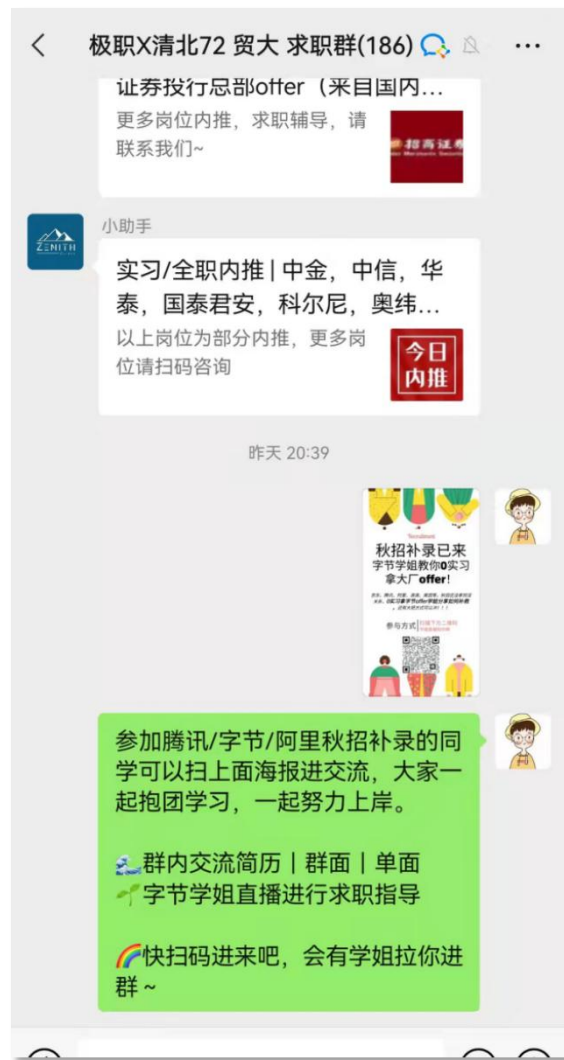 极职X清北72 贸大 求职群(186)
证券投行总部offer（来自国内...
更多岗位内推，求职辅导，请
联系我们~
招商证券
ZENITH
小助手
实习/全职内推 | 中金，中信，华
泰，国泰君安，科尔尼，奥纬...
以上岗位为部分内推，更多岗
位请扫码咨询
今日
内推
昨天 20:39
秋招补录已来
字节学姐教你0实习
拿大厂offer!
参与方式
参加腾讯/字节/阿里秋招补录的同
学可以扫上面海报进交流，大家一
起抱团学习，一起努力上岸。
🌊群内交流简历 | 群面 | 单面
🌱字节学姐直播进行求职指导
🌈快扫码进来吧，会有学姐拉你进
群~